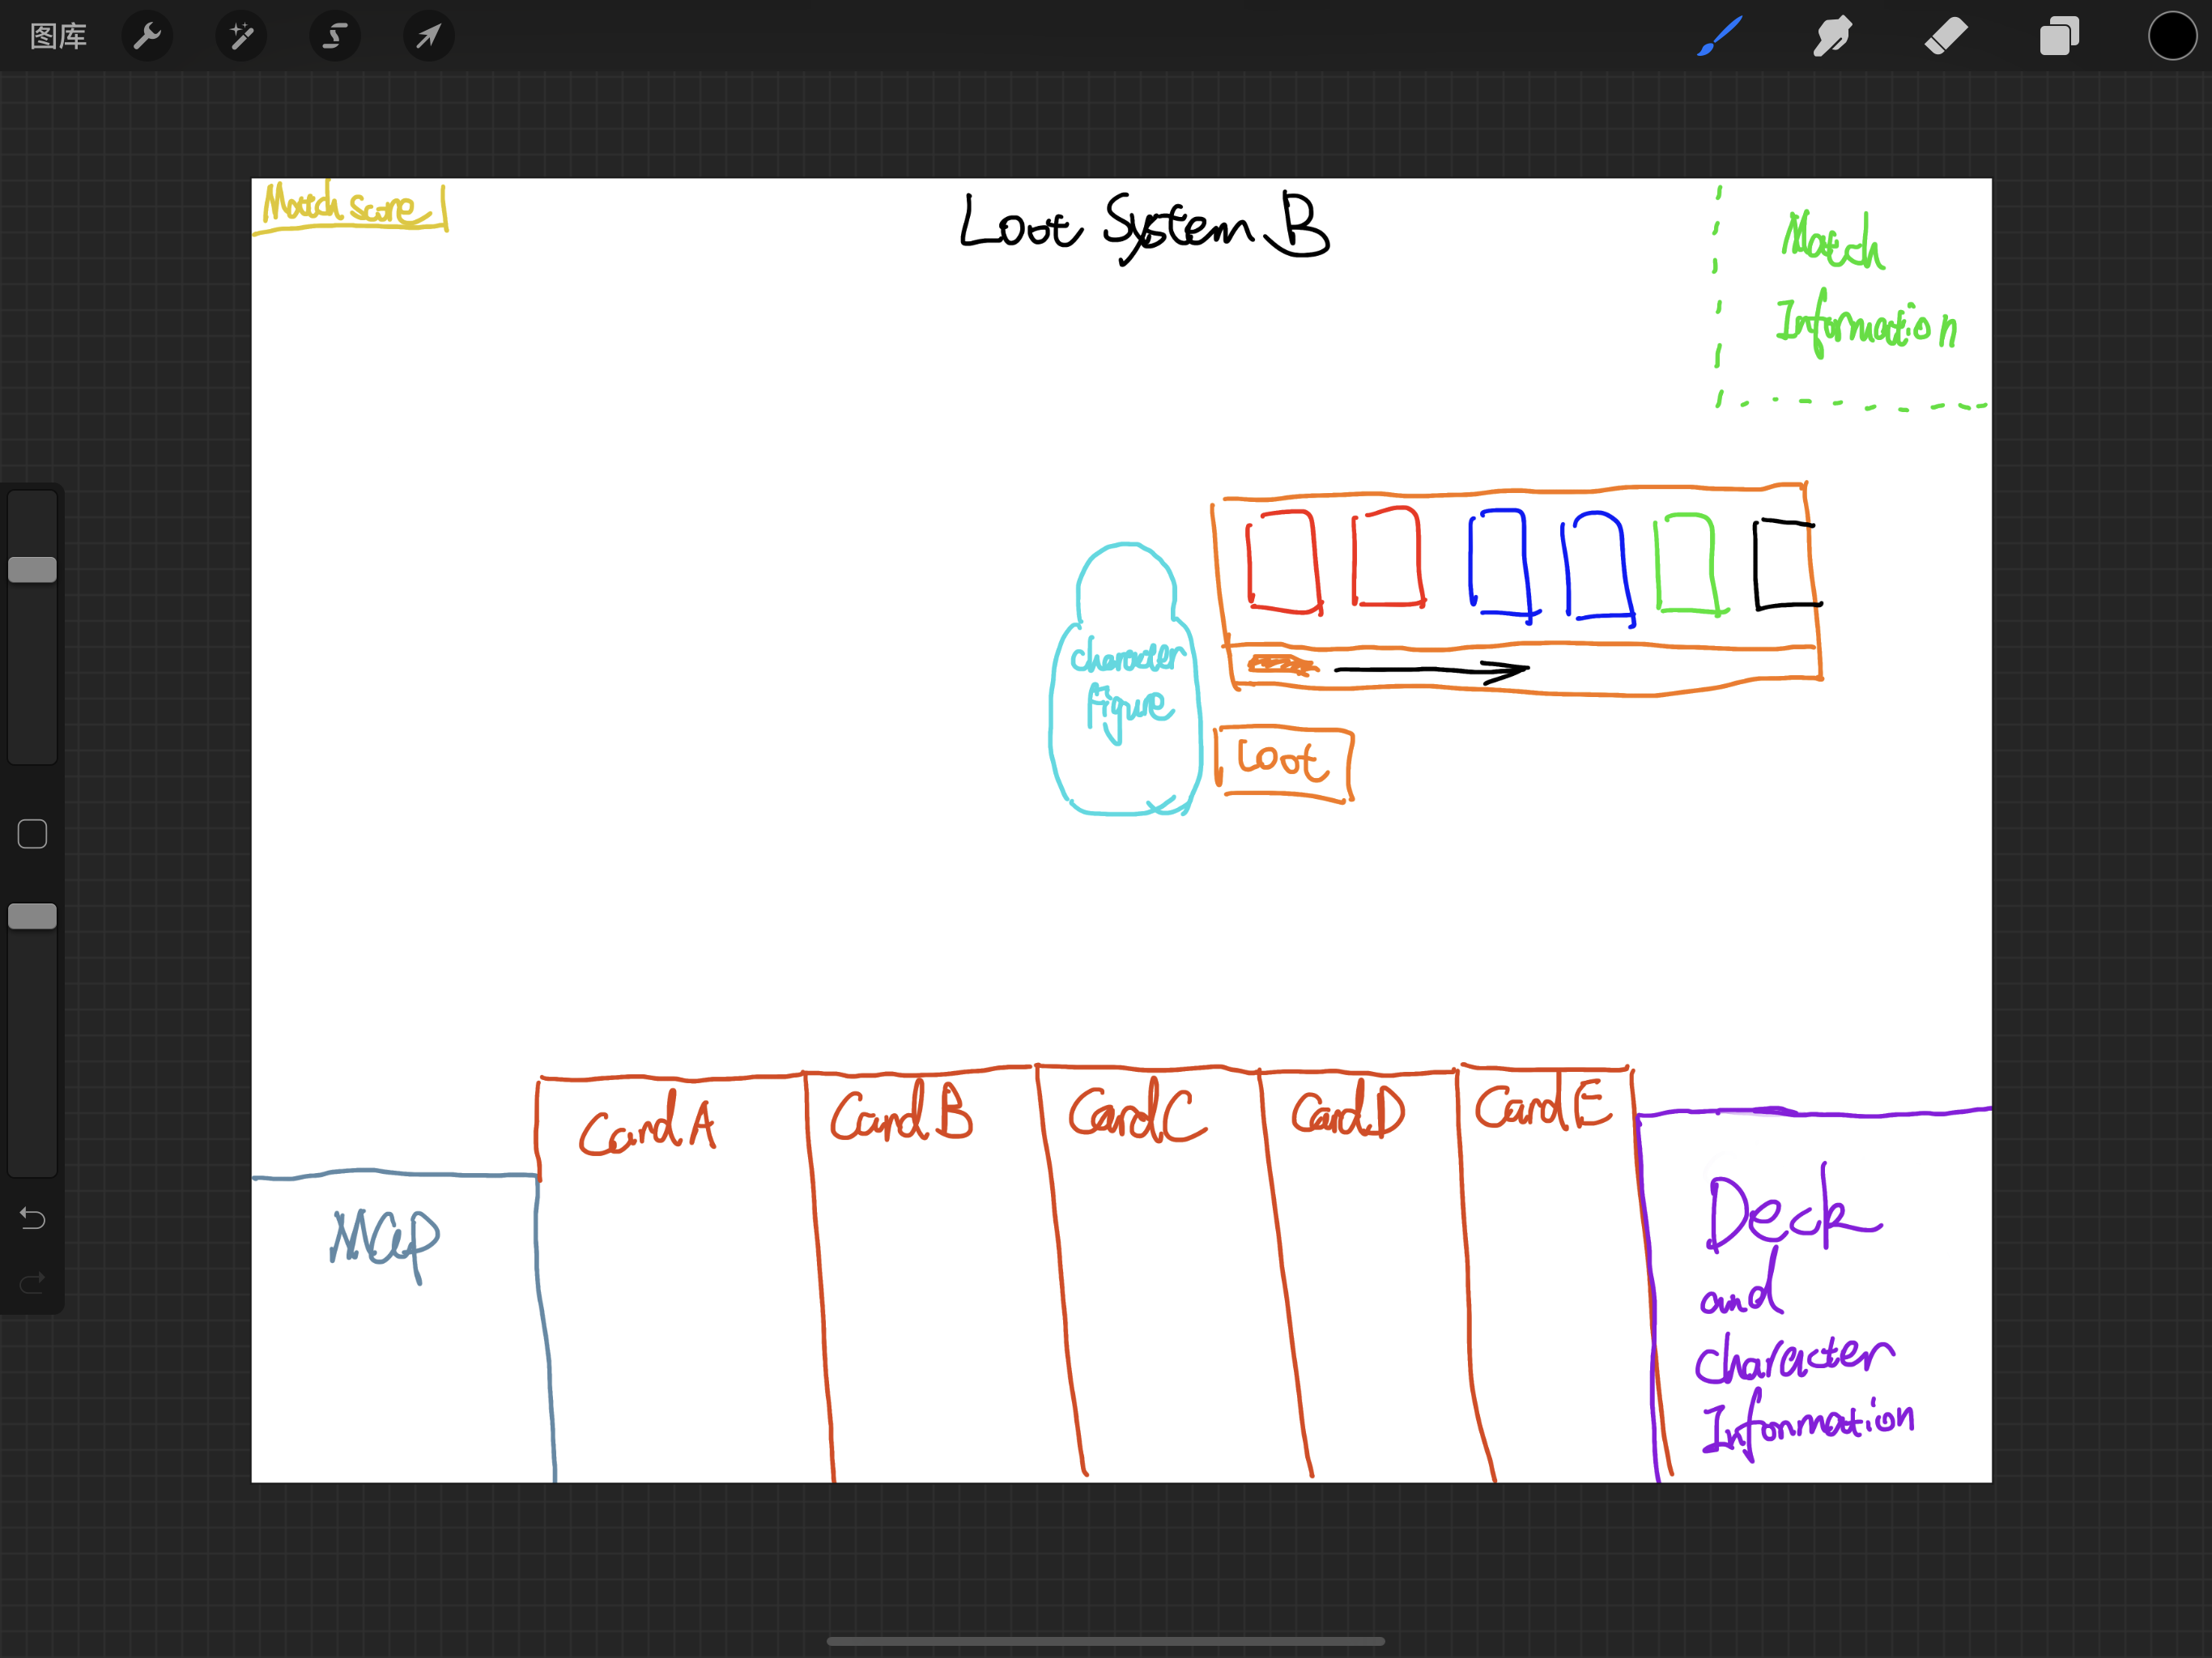 图库
Match score
Loot System B
Match
Information
Character
Figure
Loot
Card A
Card B
Card C
Card D
Card E
Map
Deck
and
Character
Information